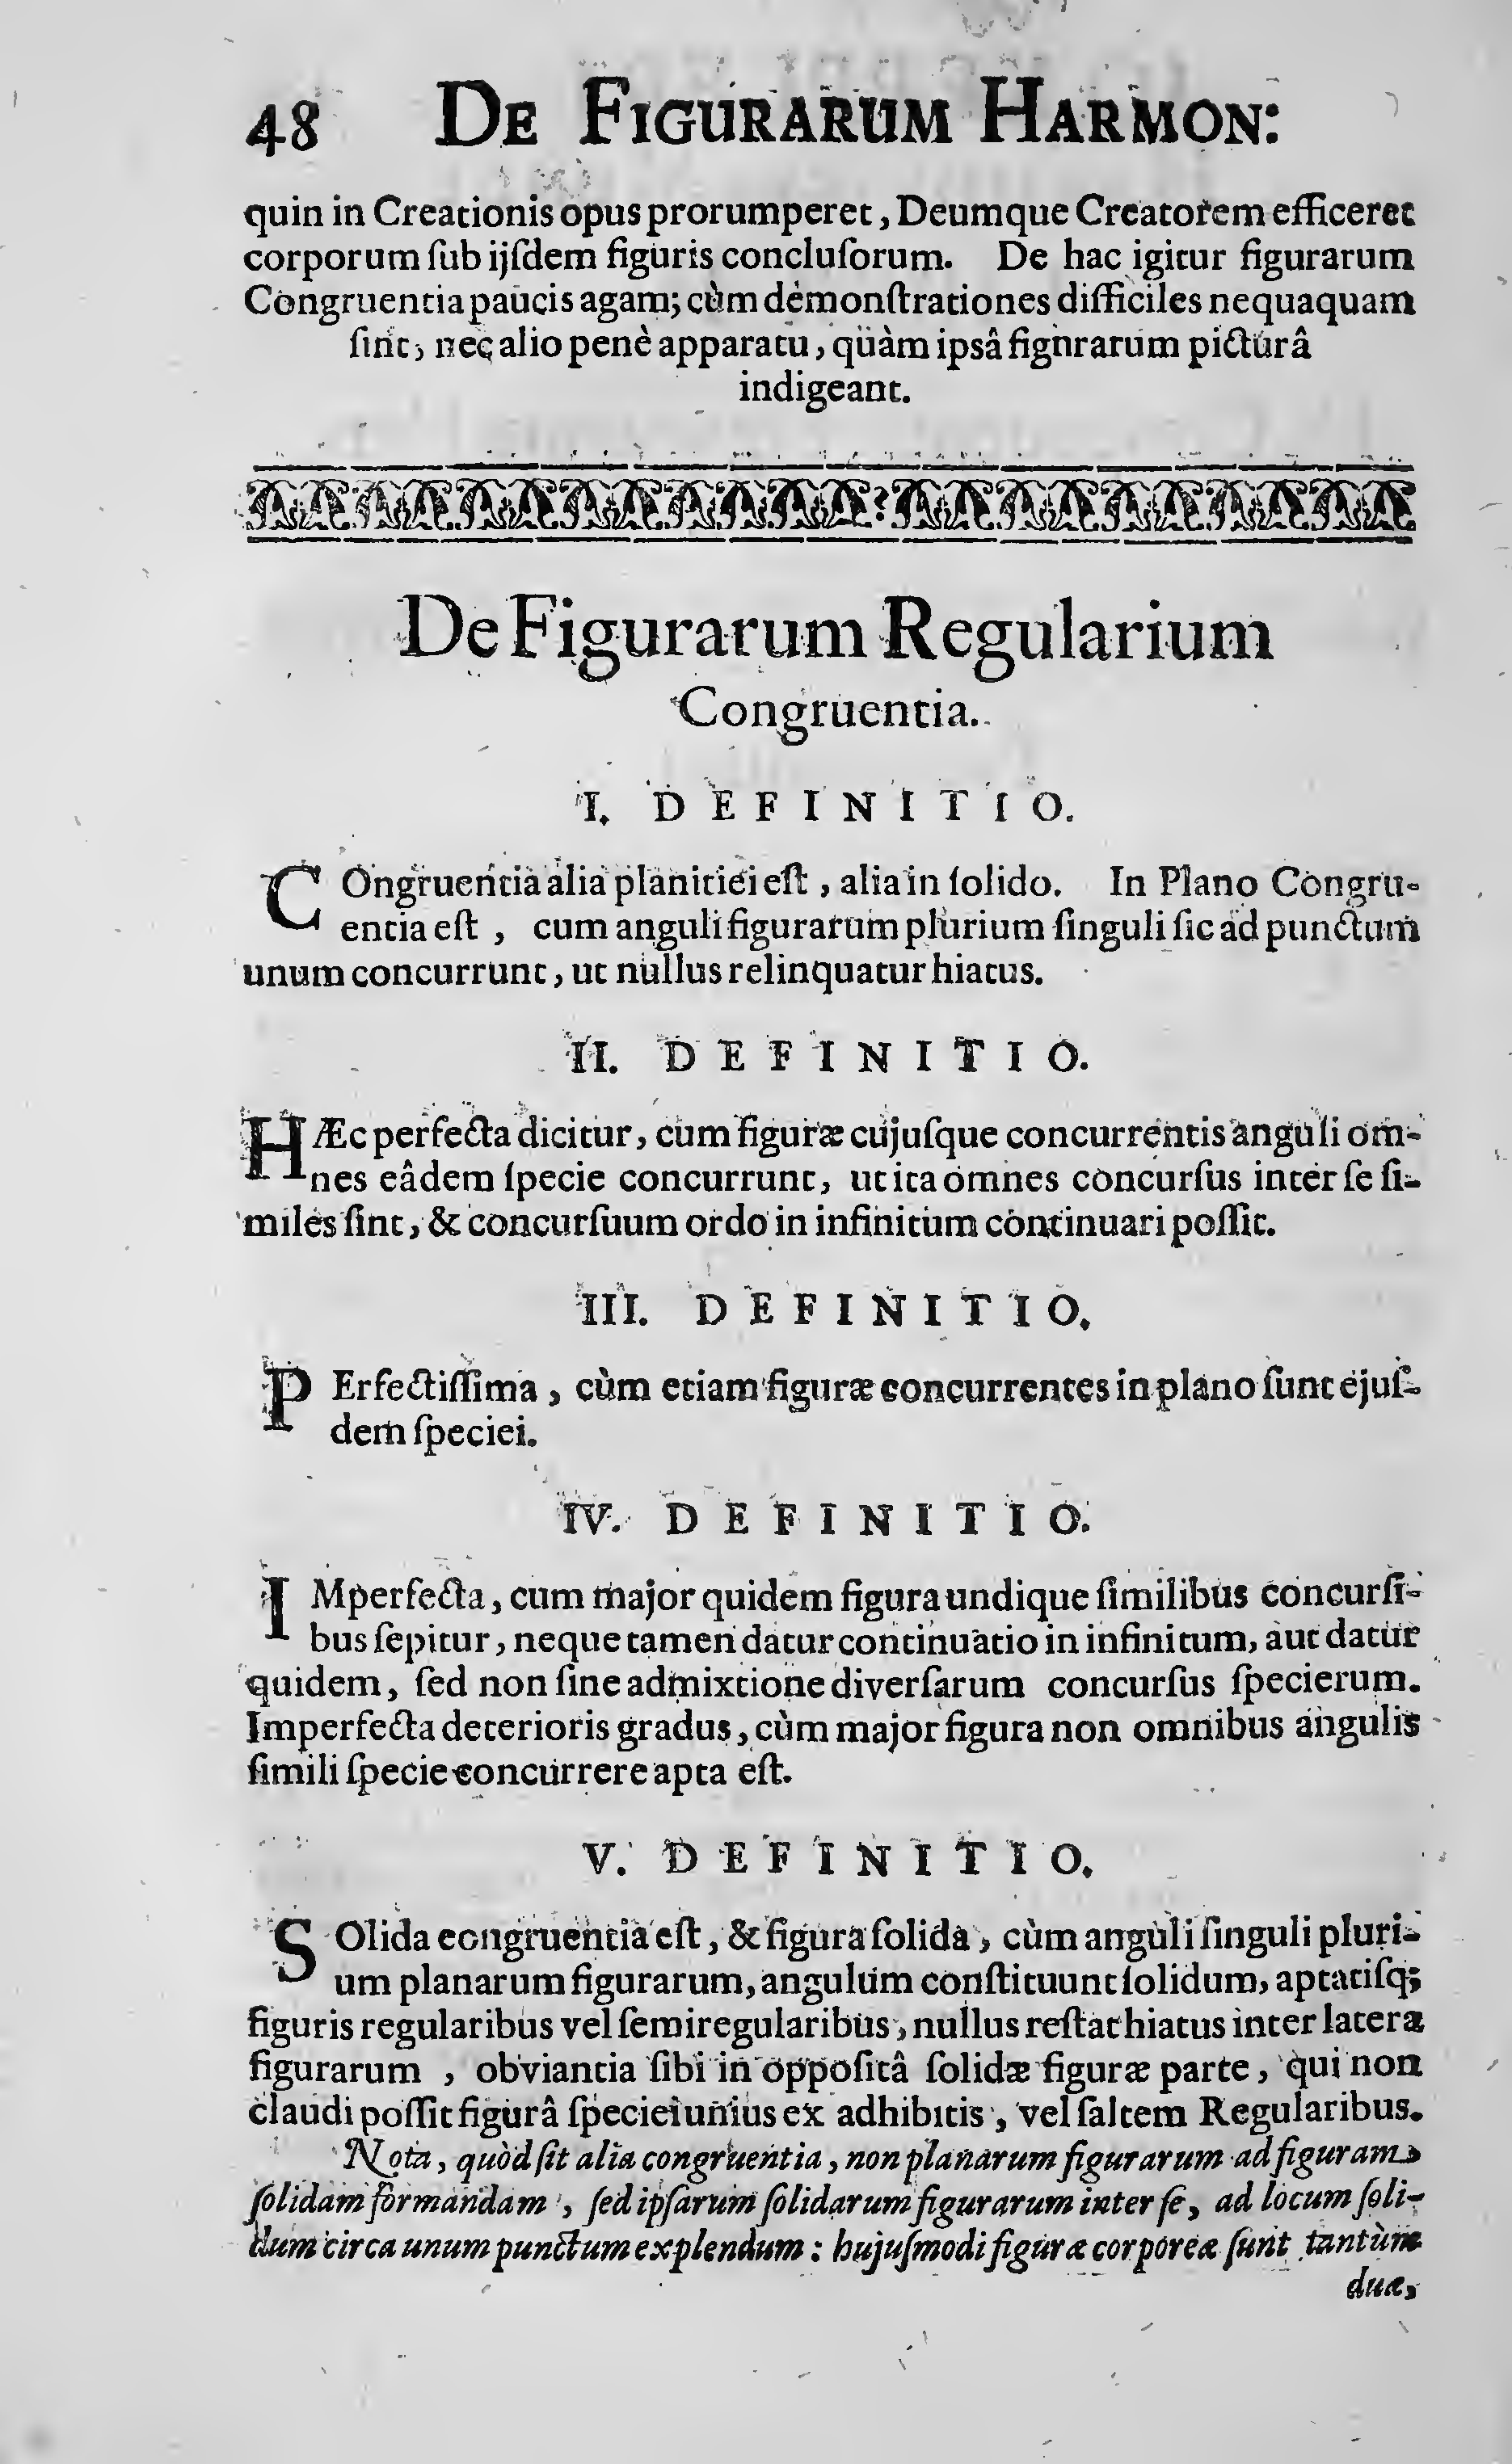 48 DE FIGURARUM HARMON:
quin in Creationis opus prorumperet, Deumque Creatorem efficeret
corporum ſub ijſdem figuris concluſorum. De hac igitur figurarum
Congruentia paucis agam; cùm demonſtrationes difficiles nequaquam
ſint, nec alio penè apparatu, quàm ipsâ fignrarum picturâ
indigeant.
De Figurarum Regularium
Congruentia.
I. DEFINITIO.
COngruentia alia planitiei eſt, alia in ſolido. In Plano Congru-
entia eſt, cum anguli figurarum plurium ſinguli ſic ad punctum
unum concurrunt, ut nullus relinquatur hiatus.
II. DEFINITIO.
HÆc perfecta dicitur, cum figuræ cujuſque concurrentis anguli om-
nes eâdem ſpecie concurrunt, ut ita omnes concurſus inter ſe ſi-
miles ſint, & concurſuum ordo in infinitum continuari poſſit.
III. DEFINITIO.
PErfectiſſima, cùm etiam figuræ concurrentes in plano ſunt ejuſ-
dem ſpeciei.
IV. DEFINITIO.
IMperfecta, cum major quidem figura undique ſimilibus concurſi-
bus ſepitur, neque tamen datur continuatio in infinitum, aut datur
quidem, ſed non ſine admixtione diverſarum concurſus ſpecierum.
Imperfecta deterioris gradus, cùm major figura non omnibus angulis
ſimili ſpecie concurrere apta eſt.
V. DEFINITIO.
SOlida congruentia eſt, & figura ſolida, cùm anguli ſinguli pluri-
um planarum figurarum, angulum conſtituunt ſolidum, aptatiſq;
figuris regularibus vel ſemiregularibus, nullus reſtat hiatus inter latera
figurarum, obviantia ſibi in oppoſitâ ſolidæ figuræ parte, qui non
claudi poſſit figurâ ſpeciei unius ex adhibitis, vel ſaltem Regularibus.
Nota, quòd ſit alia congruentia, non planarum figurarum ad figuram
ſolidam formandam, ſed ipſarum ſolidarum figurarum inter ſe, ad locum ſoli-
dum circa unum punctum explendum: hujuſmodi figuræ corporeæ ſunt tantùm
duæ,